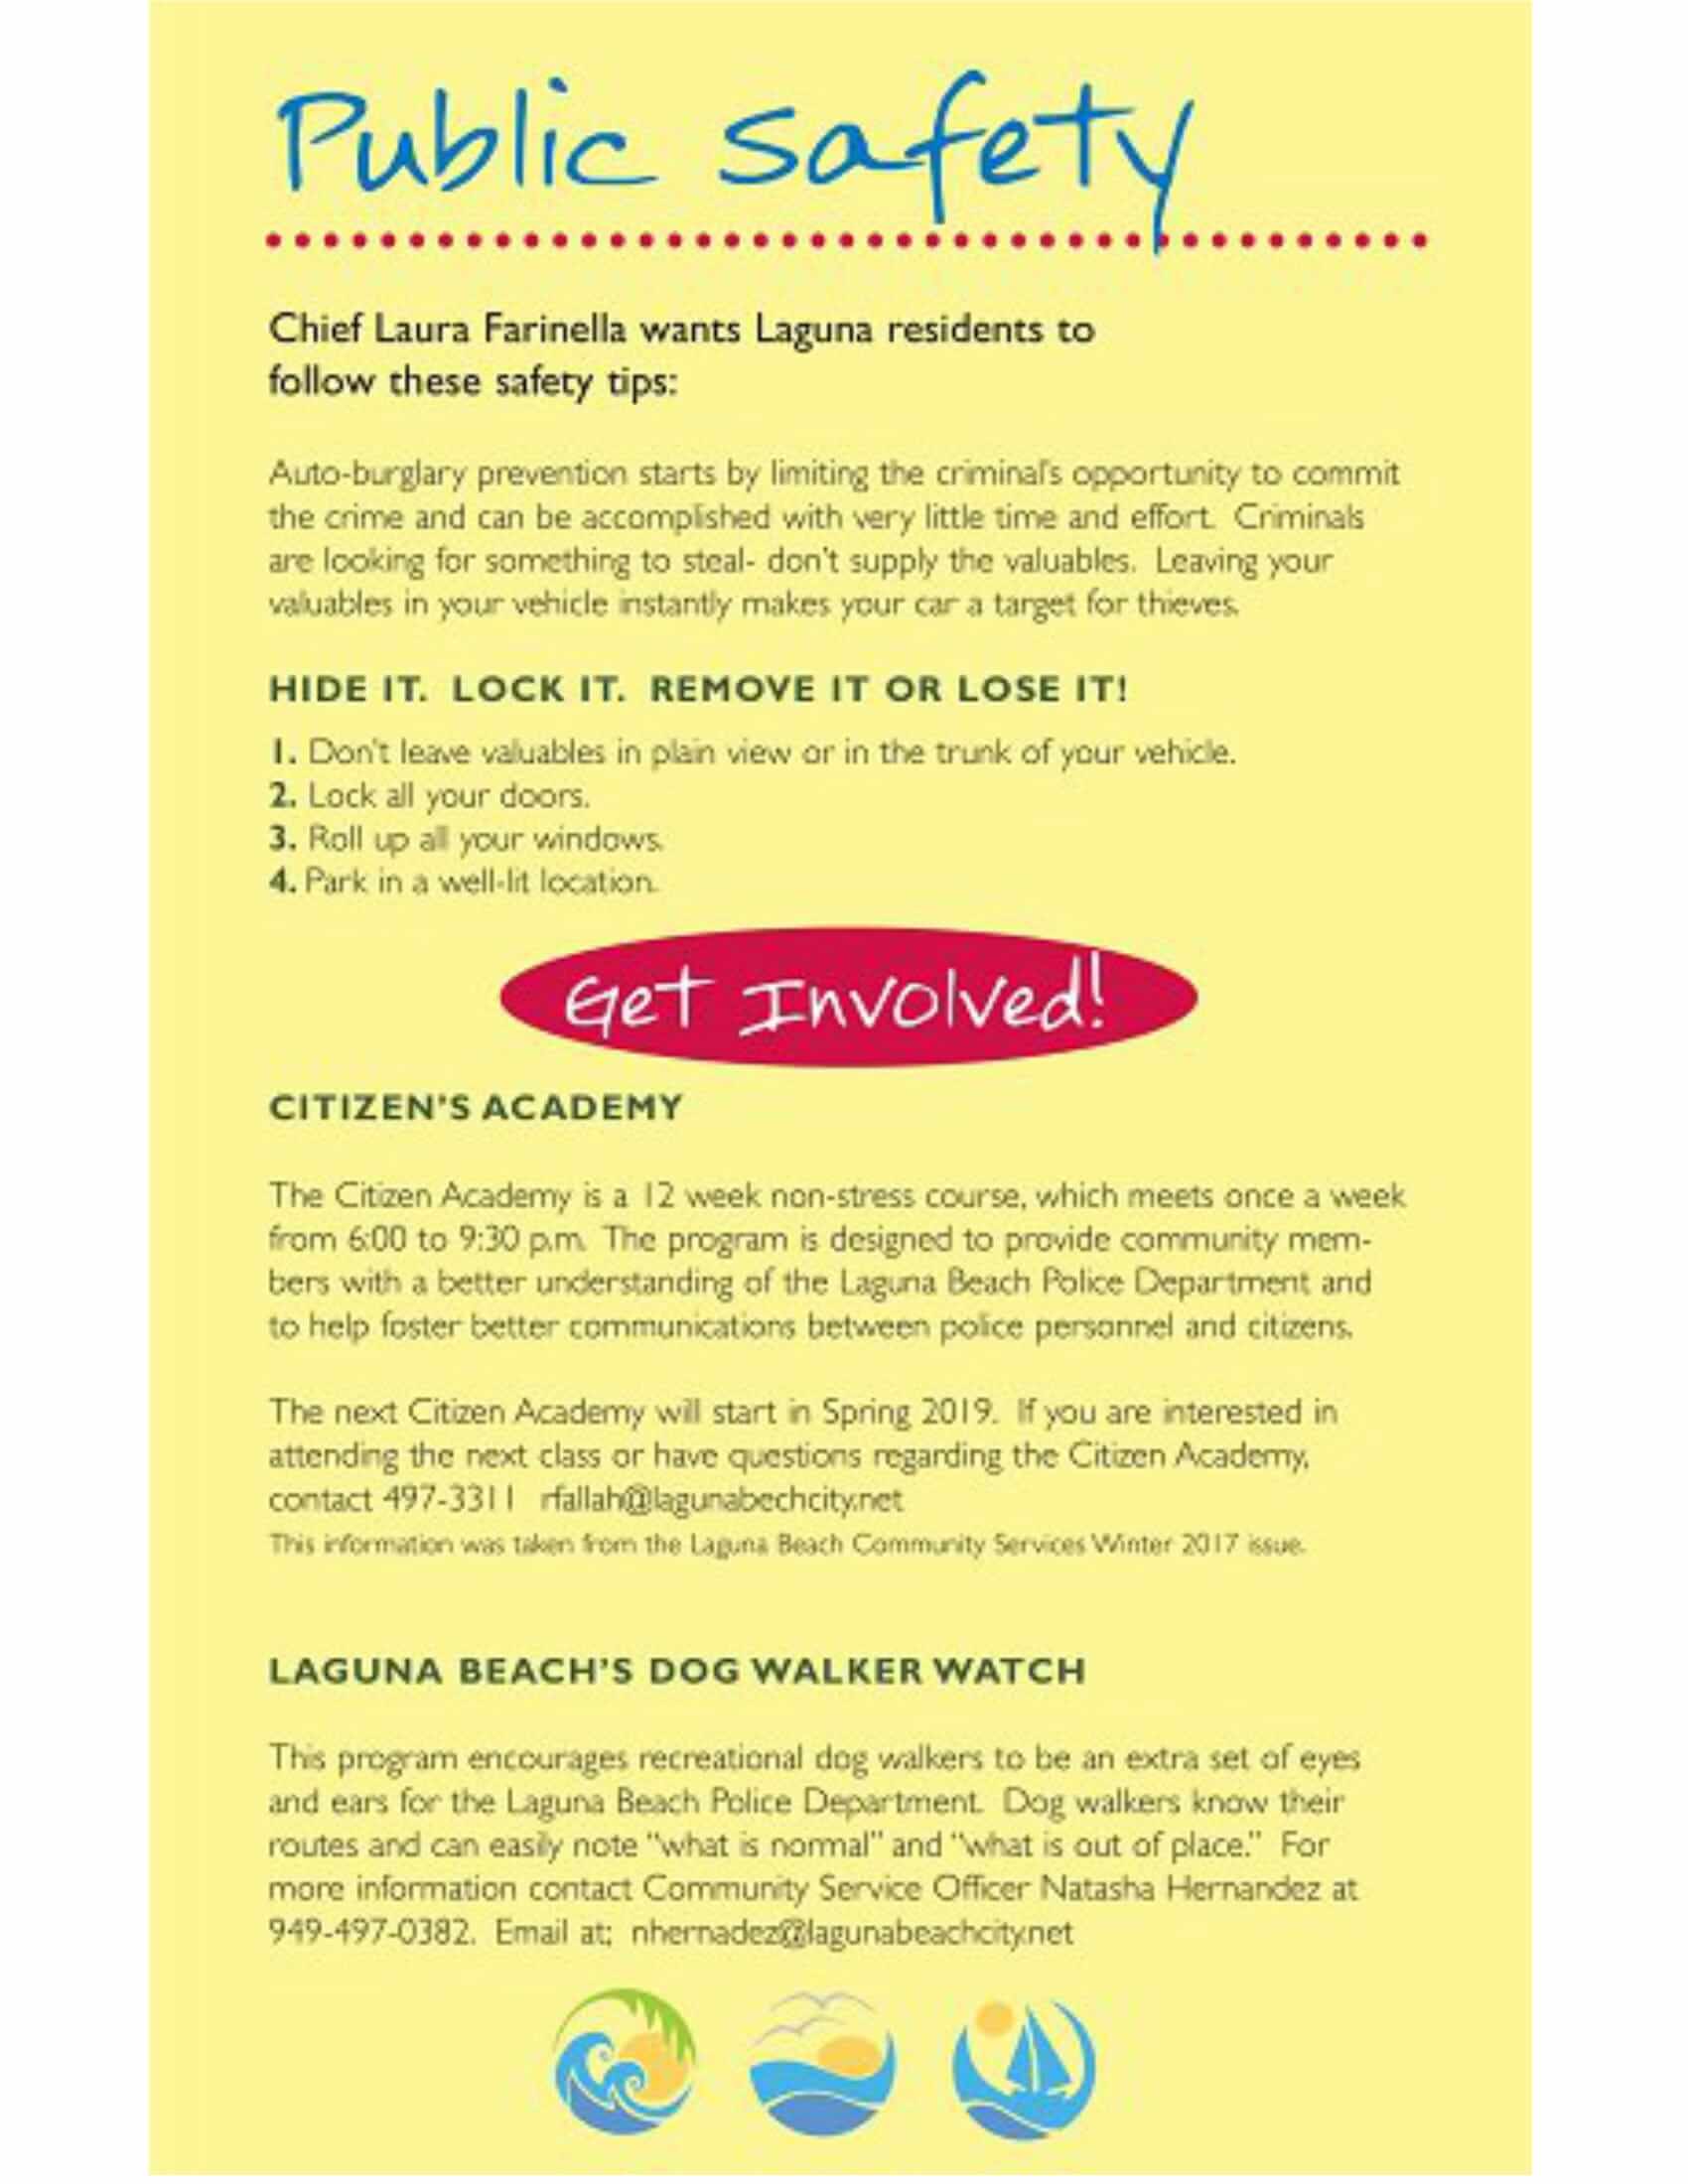 Public Safety
Chief Laura Farinella wants Laguna residents to
follow these safety tips:
Auto-burglary prevention starts by limiting the criminal's opportunity to commit
the crime and can be accomplished with very little time and effort. Criminals
are looking for something to steal- don't supply the valuables. Leaving your
valuables in your vehicle instantly makes your car a target for thieves.
HIDE IT. LOCK IT. REMOVE IT OR LOSE IT!
1. Don't leave valuables in plain view or in the trunk of your vehicle.
2. Lock all your doors.
3. Roll up all your windows.
4. Park in a well-lit location.
Get Involved!
CITIZEN'S ACADEMY
The Citizen Academy is a 12 week non-stress course, which meets once a week
from 6:00 to 9:30 p.m. The program is designed to provide community mem-
bers with a better understanding of the Laguna Beach Police Department and
to help foster better communications between police personnel and citizens.
The next Citizen Academy will start in Spring 2019. If you are interested in
attending the next class or have questions regarding the Citizen Academy,
contact 497-3311 rfallah@lagunabechcity.net
This information was taken from the Laguna Beach Community Services Winter 2017 issue.
LAGUNA BEACH'S DOG WALKER WATCH
This program encourages recreational dog walkers to be an extra set of eyes
and ears for the Laguna Beach Police Department. Dog walkers know their
routes and can easily note "what is normal" and "what is out of place." For
more information contact Community Service Officer Natasha Hernandez at
949-497-0382. Email at; nhernadez@lagunabeachcity.net